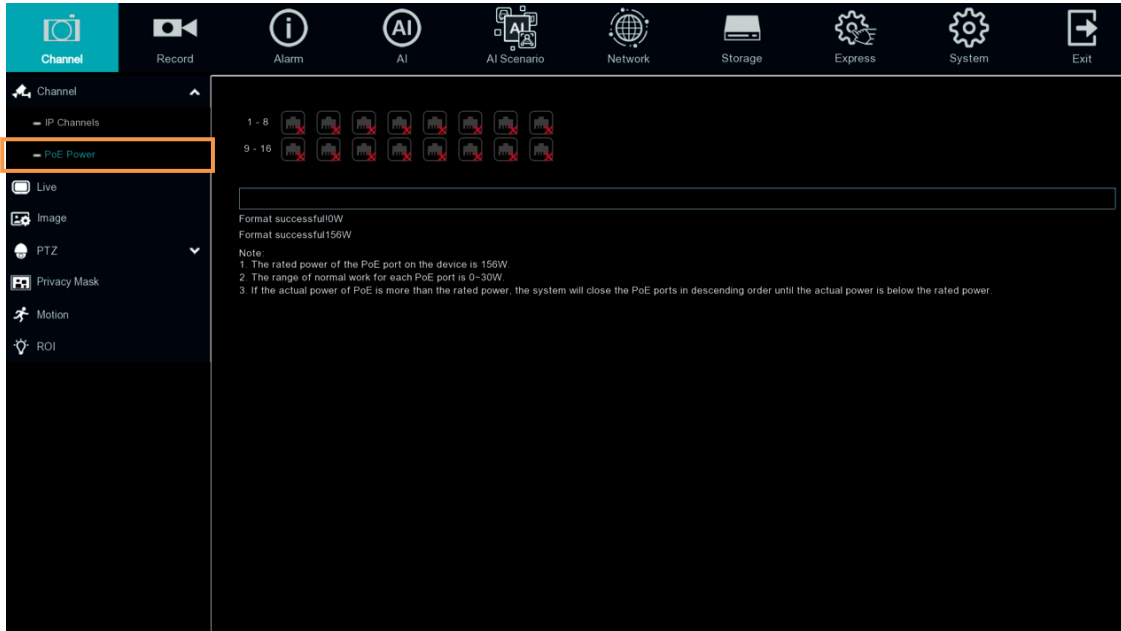 Channel Record Alarm AI AI Scenario Network Storage Express System Exit
Channel
IP Channels
PoE Power
Live
Image
PTZ
Privacy Mask
Motion
ROI
1 - 8
9 - 16
Format successful!0W
Format successful156W
Note:
1. The rated power of the PoE port on the device is 156W.
2. The range of normal work for each PoE port is 0~30W.
3. If the actual power of PoE is more than the rated power, the system will close the PoE ports in descending order until the actual power is below the rated power.